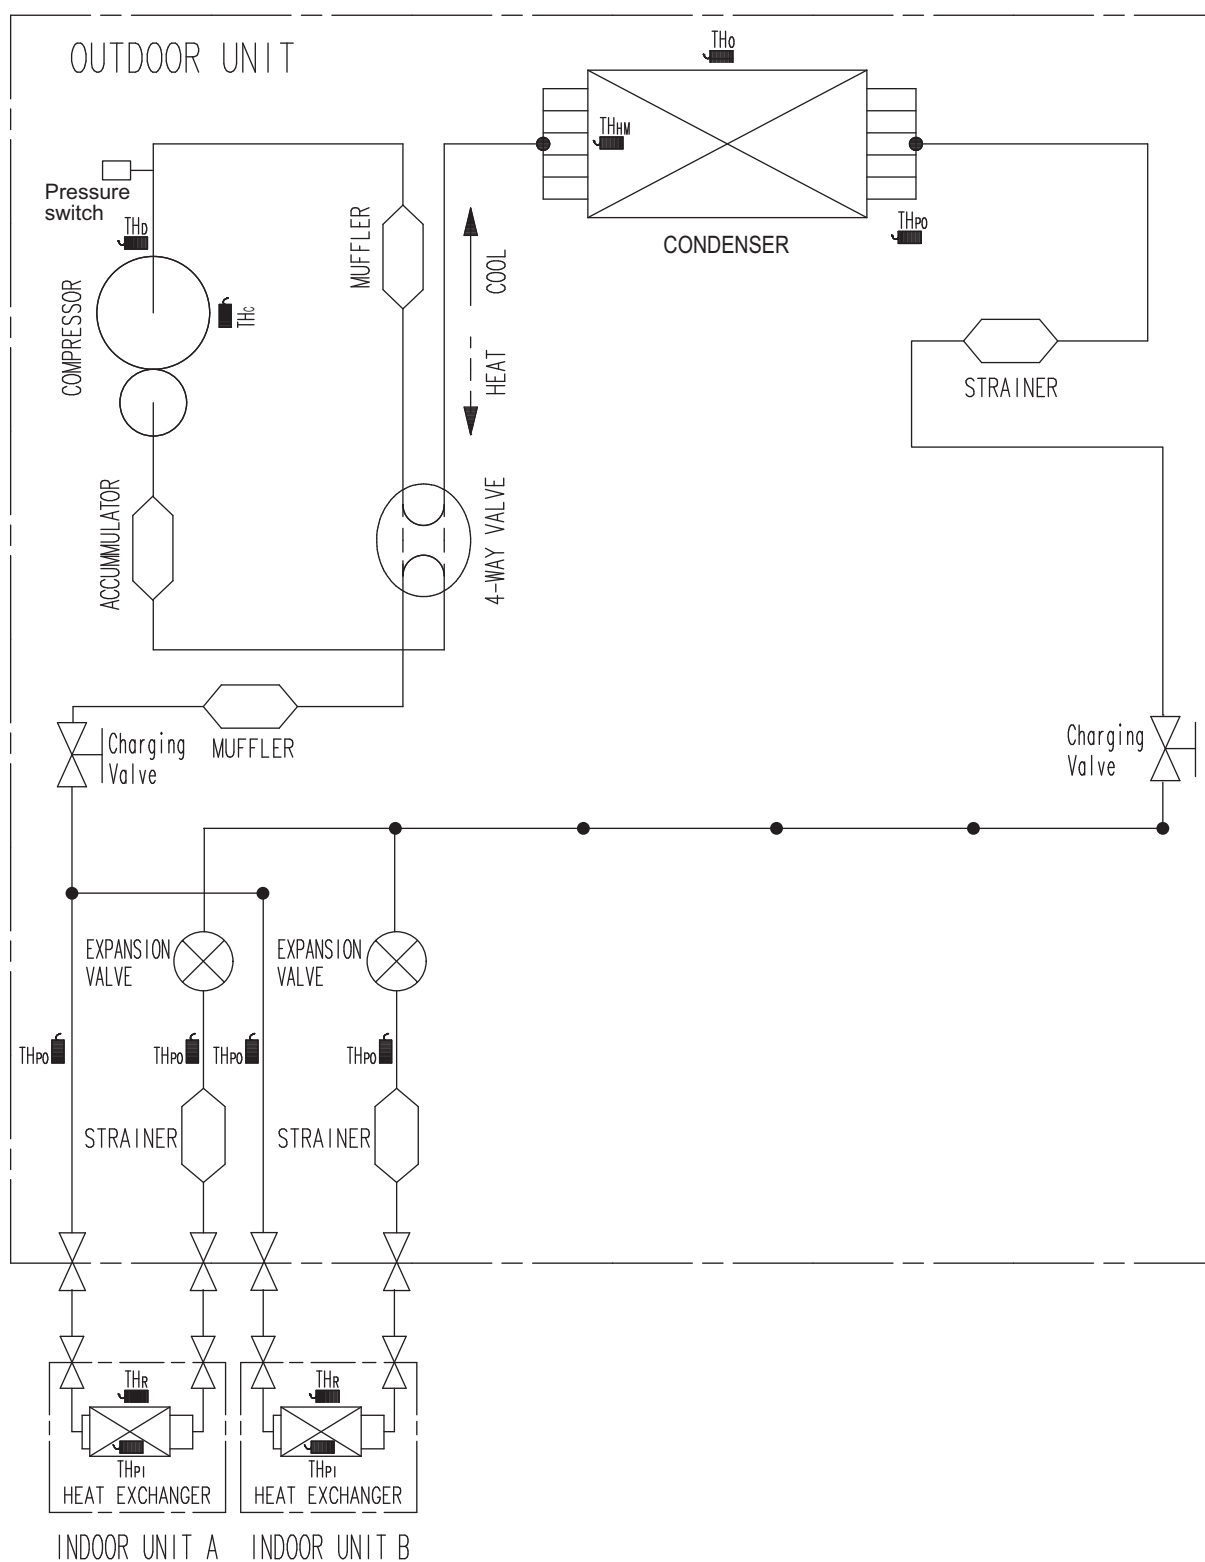 OUTDOOR UNIT
THO
THHM
Pressure
switch
THD
MUFFLER
COOL
CONDENSER
THPO
COMPRESSOR
THC
HEAT
STRAINER
ACCUMMULATOR
4-WAY VALVE
Charging
Valve
MUFFLER
Charging
Valve
EXPANSION
VALVE
EXPANSION
VALVE
THPO
THPO
THPO
THPO
STRAINER
STRAINER
THR
THR
THPI
THPI
HEAT EXCHANGER
HEAT EXCHANGER
INDOOR UNIT A
INDOOR UNIT B